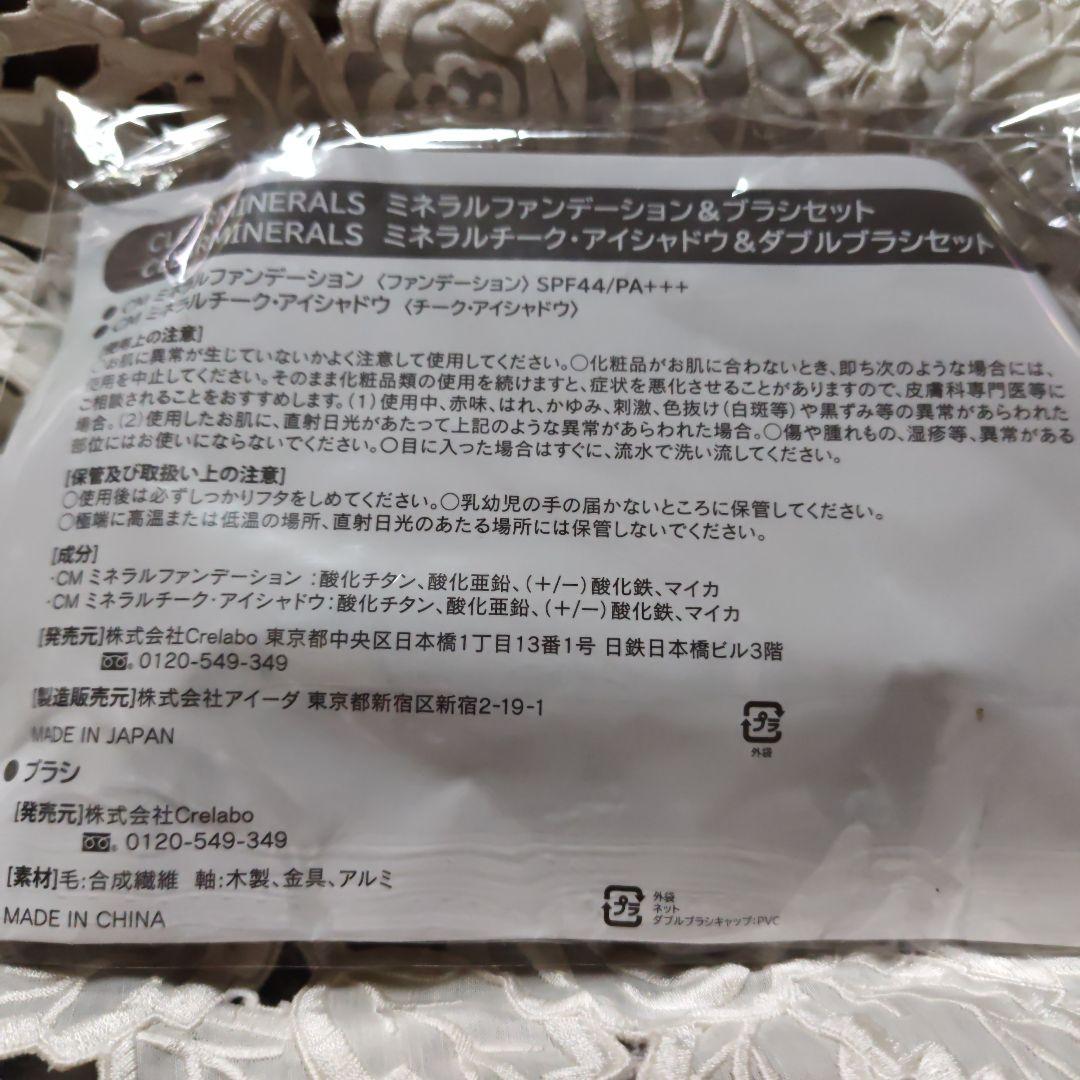 MINERALS ミネラルファンデーション&ブラシセット
MINERALS ミネラルチーク・アイシャドウ&ダブルブラシセット
● ミネラルファンデーション〈ファンデーション〉SPF44/PA+++
●CM ミネラルチーク・アイシャドウ〈チーク・アイシャドウ〉
上の注意]
○お肌に異常が生じていないかよく注意して使用してください。○化粧品がお肌に合わないとき、即ち次のような場合には、
使用を中止してください。そのまま化粧品類の使用を続けますと、症状を悪化させることがありますので、皮膚科専門医等に
ご相談されることをおすすめします。(1)使用中、赤味、はれ、かゆみ、刺激、色抜け(白斑等)や黒ずみ等の異常があらわれた
場合。(2)使用したお肌に、直射日光があたって上記のような異常があらわれた場合。○傷や腫れもの、湿疹等、異常がある
部位にはお使いにならないでください。○目に入った場合はすぐに、流水で洗い流してください。
[保管及び取扱い上の注意]
○使用後は必ずしっかりフタをしめてください。○乳幼児の手の届かないところに保管してください。
○極端に高温または低温の場所、直射日光のあたる場所には保管しないでください。
[成分]
・CM ミネラルファンデーション:酸化チタン、酸化亜鉛、(+/ー)酸化鉄、マイカ
・CM ミネラルチーク・アイシャドウ:酸化チタン、酸化亜鉛、(+/ー)酸化鉄、マイカ
[発売元]株式会社Crelabo 東京都中央区日本橋1丁目13番1号 日鉄日本橋ビル3階
0120-549-349
[製造販売元]株式会社アイーダ 東京都新宿区新宿2-19-1
MADE IN JAPAN
プラ
外袋
●ブラシ
[発売元]株式会社Crelabo
0120-549-349
[素材]毛:合成繊維 軸:木製、金具、アルミ
MADE IN CHINA
プラ
外袋
ネット
ダブルブラシキャップ:PVC